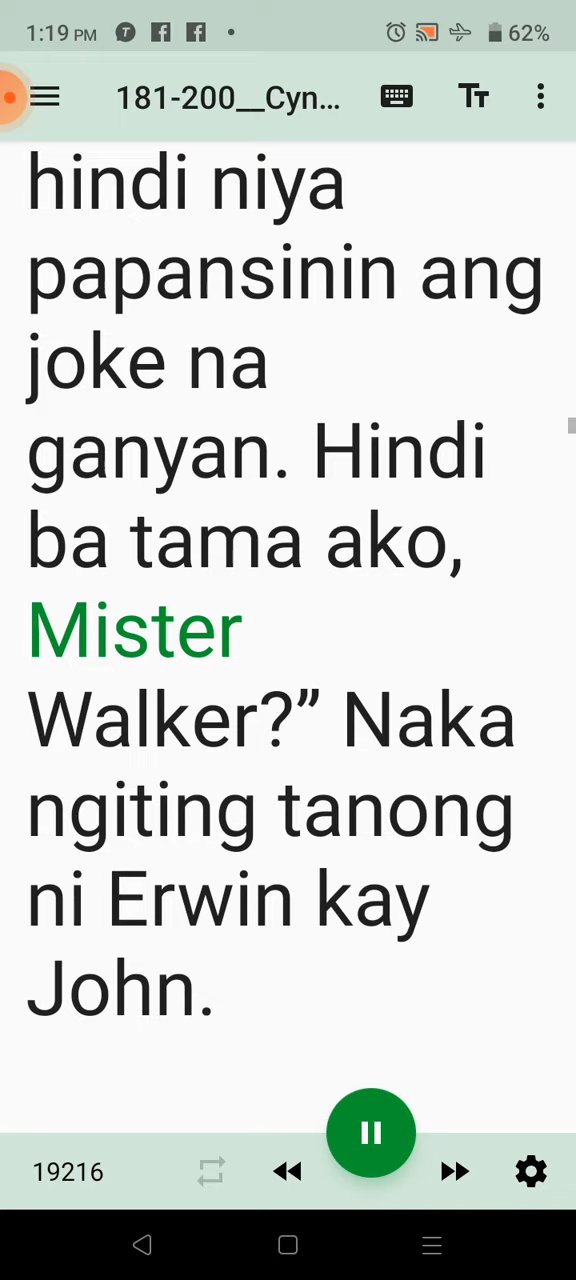 1:19 PM 62%
181-200__Cyn... Tт
hindi niya
papansinin ang
joke na
ganyan. Hindi
ba tama ako,
Mister
Walker?” Naka
ngiting tanong
ni Erwin kay
John.
19216